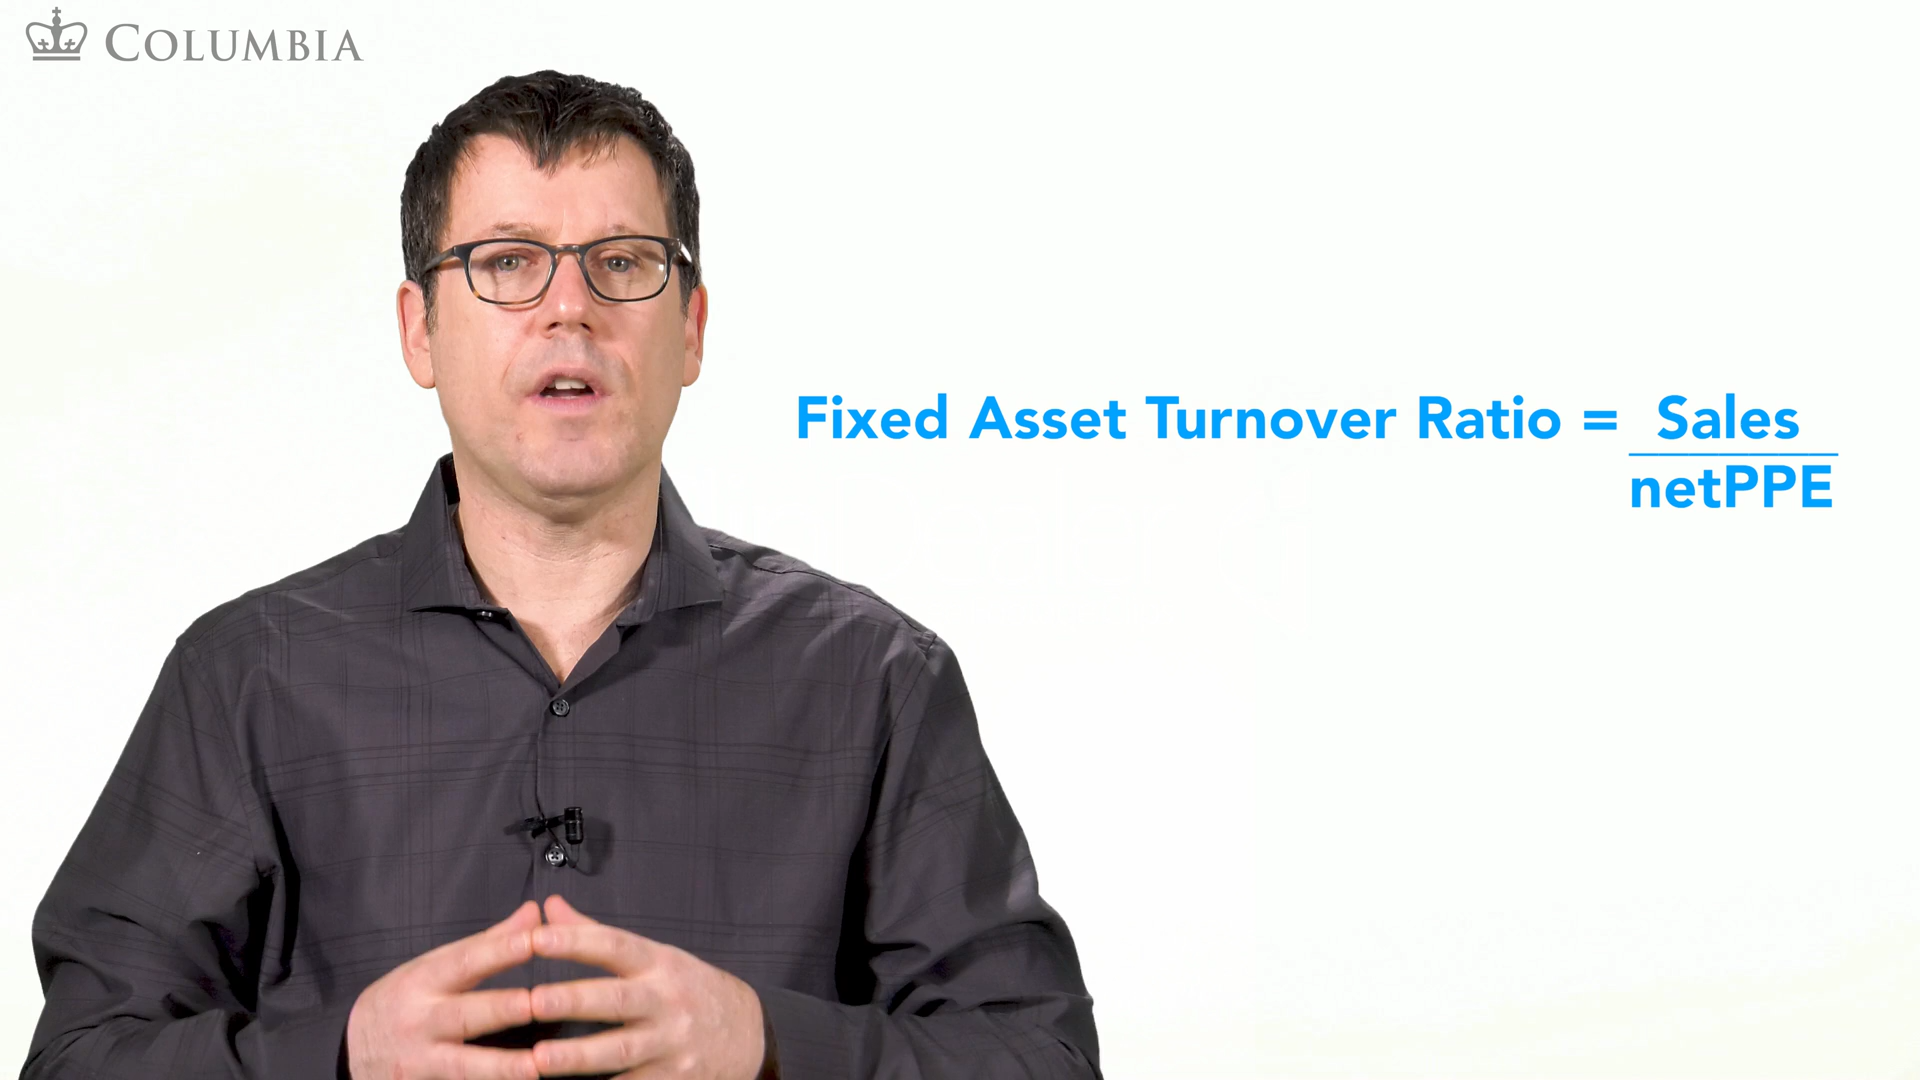 COLUMBIA
Fixed Asset Turnover Ratio = Sales
netPPE